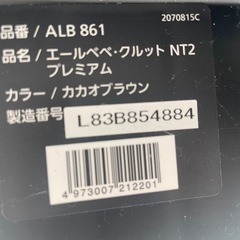 2070815C
品番 / ALB 861
品名 / エールベベ・クルット NT2
プレミアム
カラー / カカオブラウン
製造番号 L83B854884
4 973007 212201